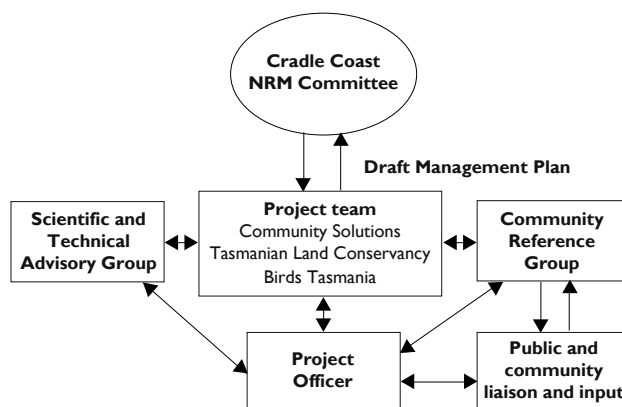 Cradle Coast
NRM Committee
Draft Management Plan
Scientific and
Technical
Advisory Group
Project team
Community Solutions
Tasmanian Land Conservancy
Birds Tasmania
Community
Reference
Group
Project
Officer
Public and
community
liaison and input